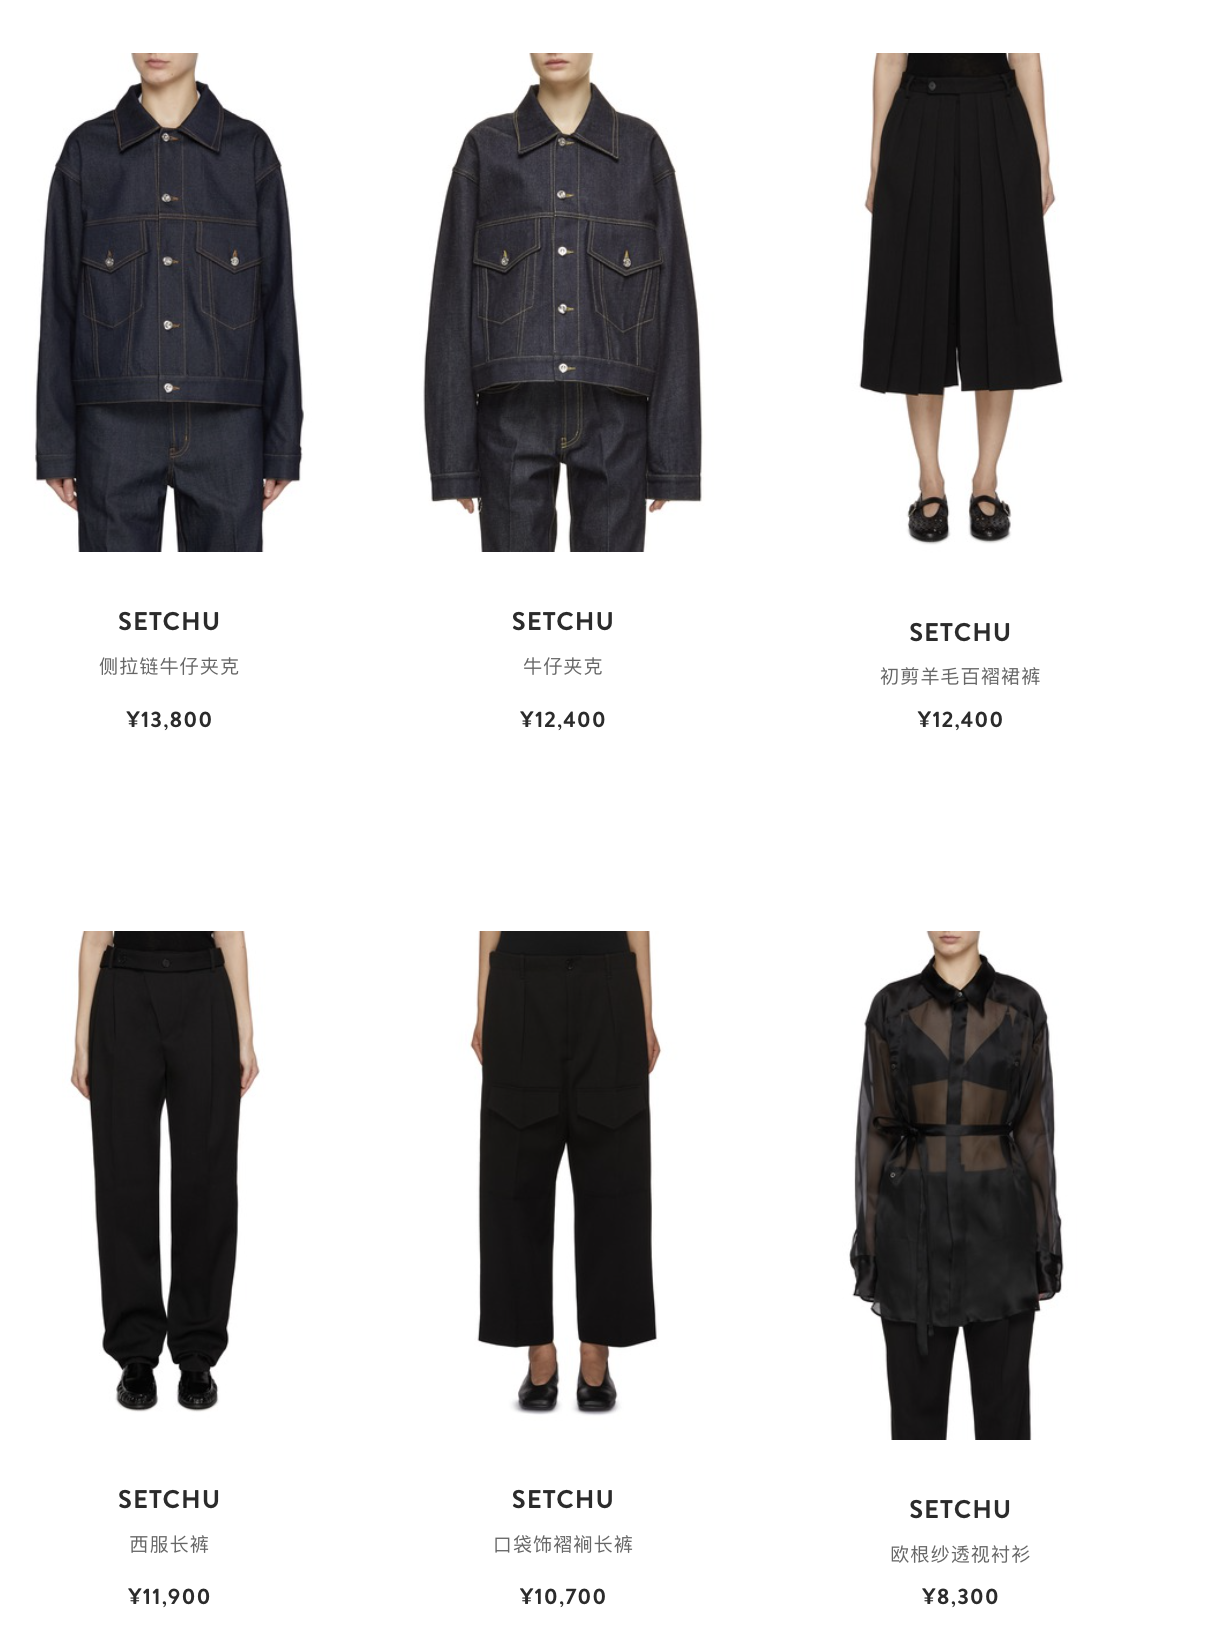 SETCHU
侧拉链牛仔夹克
¥13,800
SETCHU
牛仔夹克
¥12,400
SETCHU
初剪羊毛百褶裙裤
¥12,400
SETCHU
西服长裤
¥11,900
SETCHU
口袋饰褶裥长裤
¥10,700
SETCHU
欧根纱透视衬衫
¥8,300